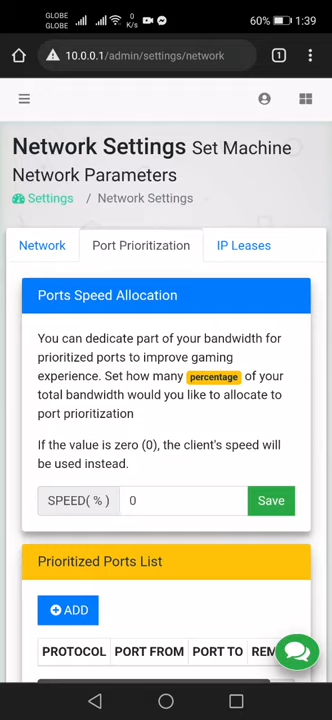 GLOBE
GLOBE
0
K/s
60%
1:39
10.0.0.1/admin/settings/network
1
Network Settings Set Machine
Network Parameters
Settings / Network Settings
Network
Port Prioritization
IP Leases
Ports Speed Allocation
You can dedicate part of your bandwidth for
prioritized ports to improve gaming
experience. Set how many percentage of your
total bandwidth would you like to allocate to
port prioritization
If the value is zero (0), the client's speed will
be used instead.
SPEED( % )
0
Save
Prioritized Ports List
ADD
PROTOCOL
PORT FROM
PORT TO